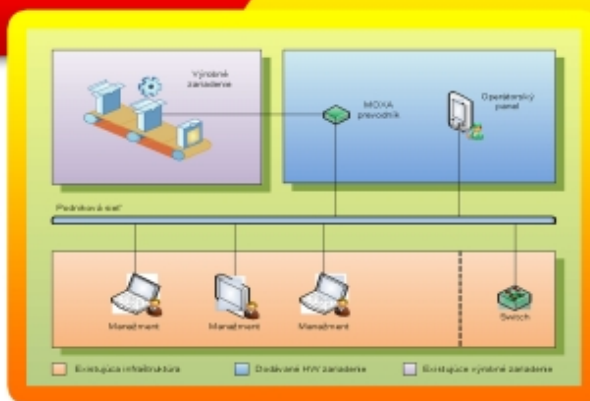 Výrobné
zariadenie
MOXA
prevodník
Operátorský
panel
Podniková sieť
Manažment
Manažment
Manažment
Switch
Existujúca infraštruktúra
Dodávané HW zariadenie
Existujúce výrobné zariadenie